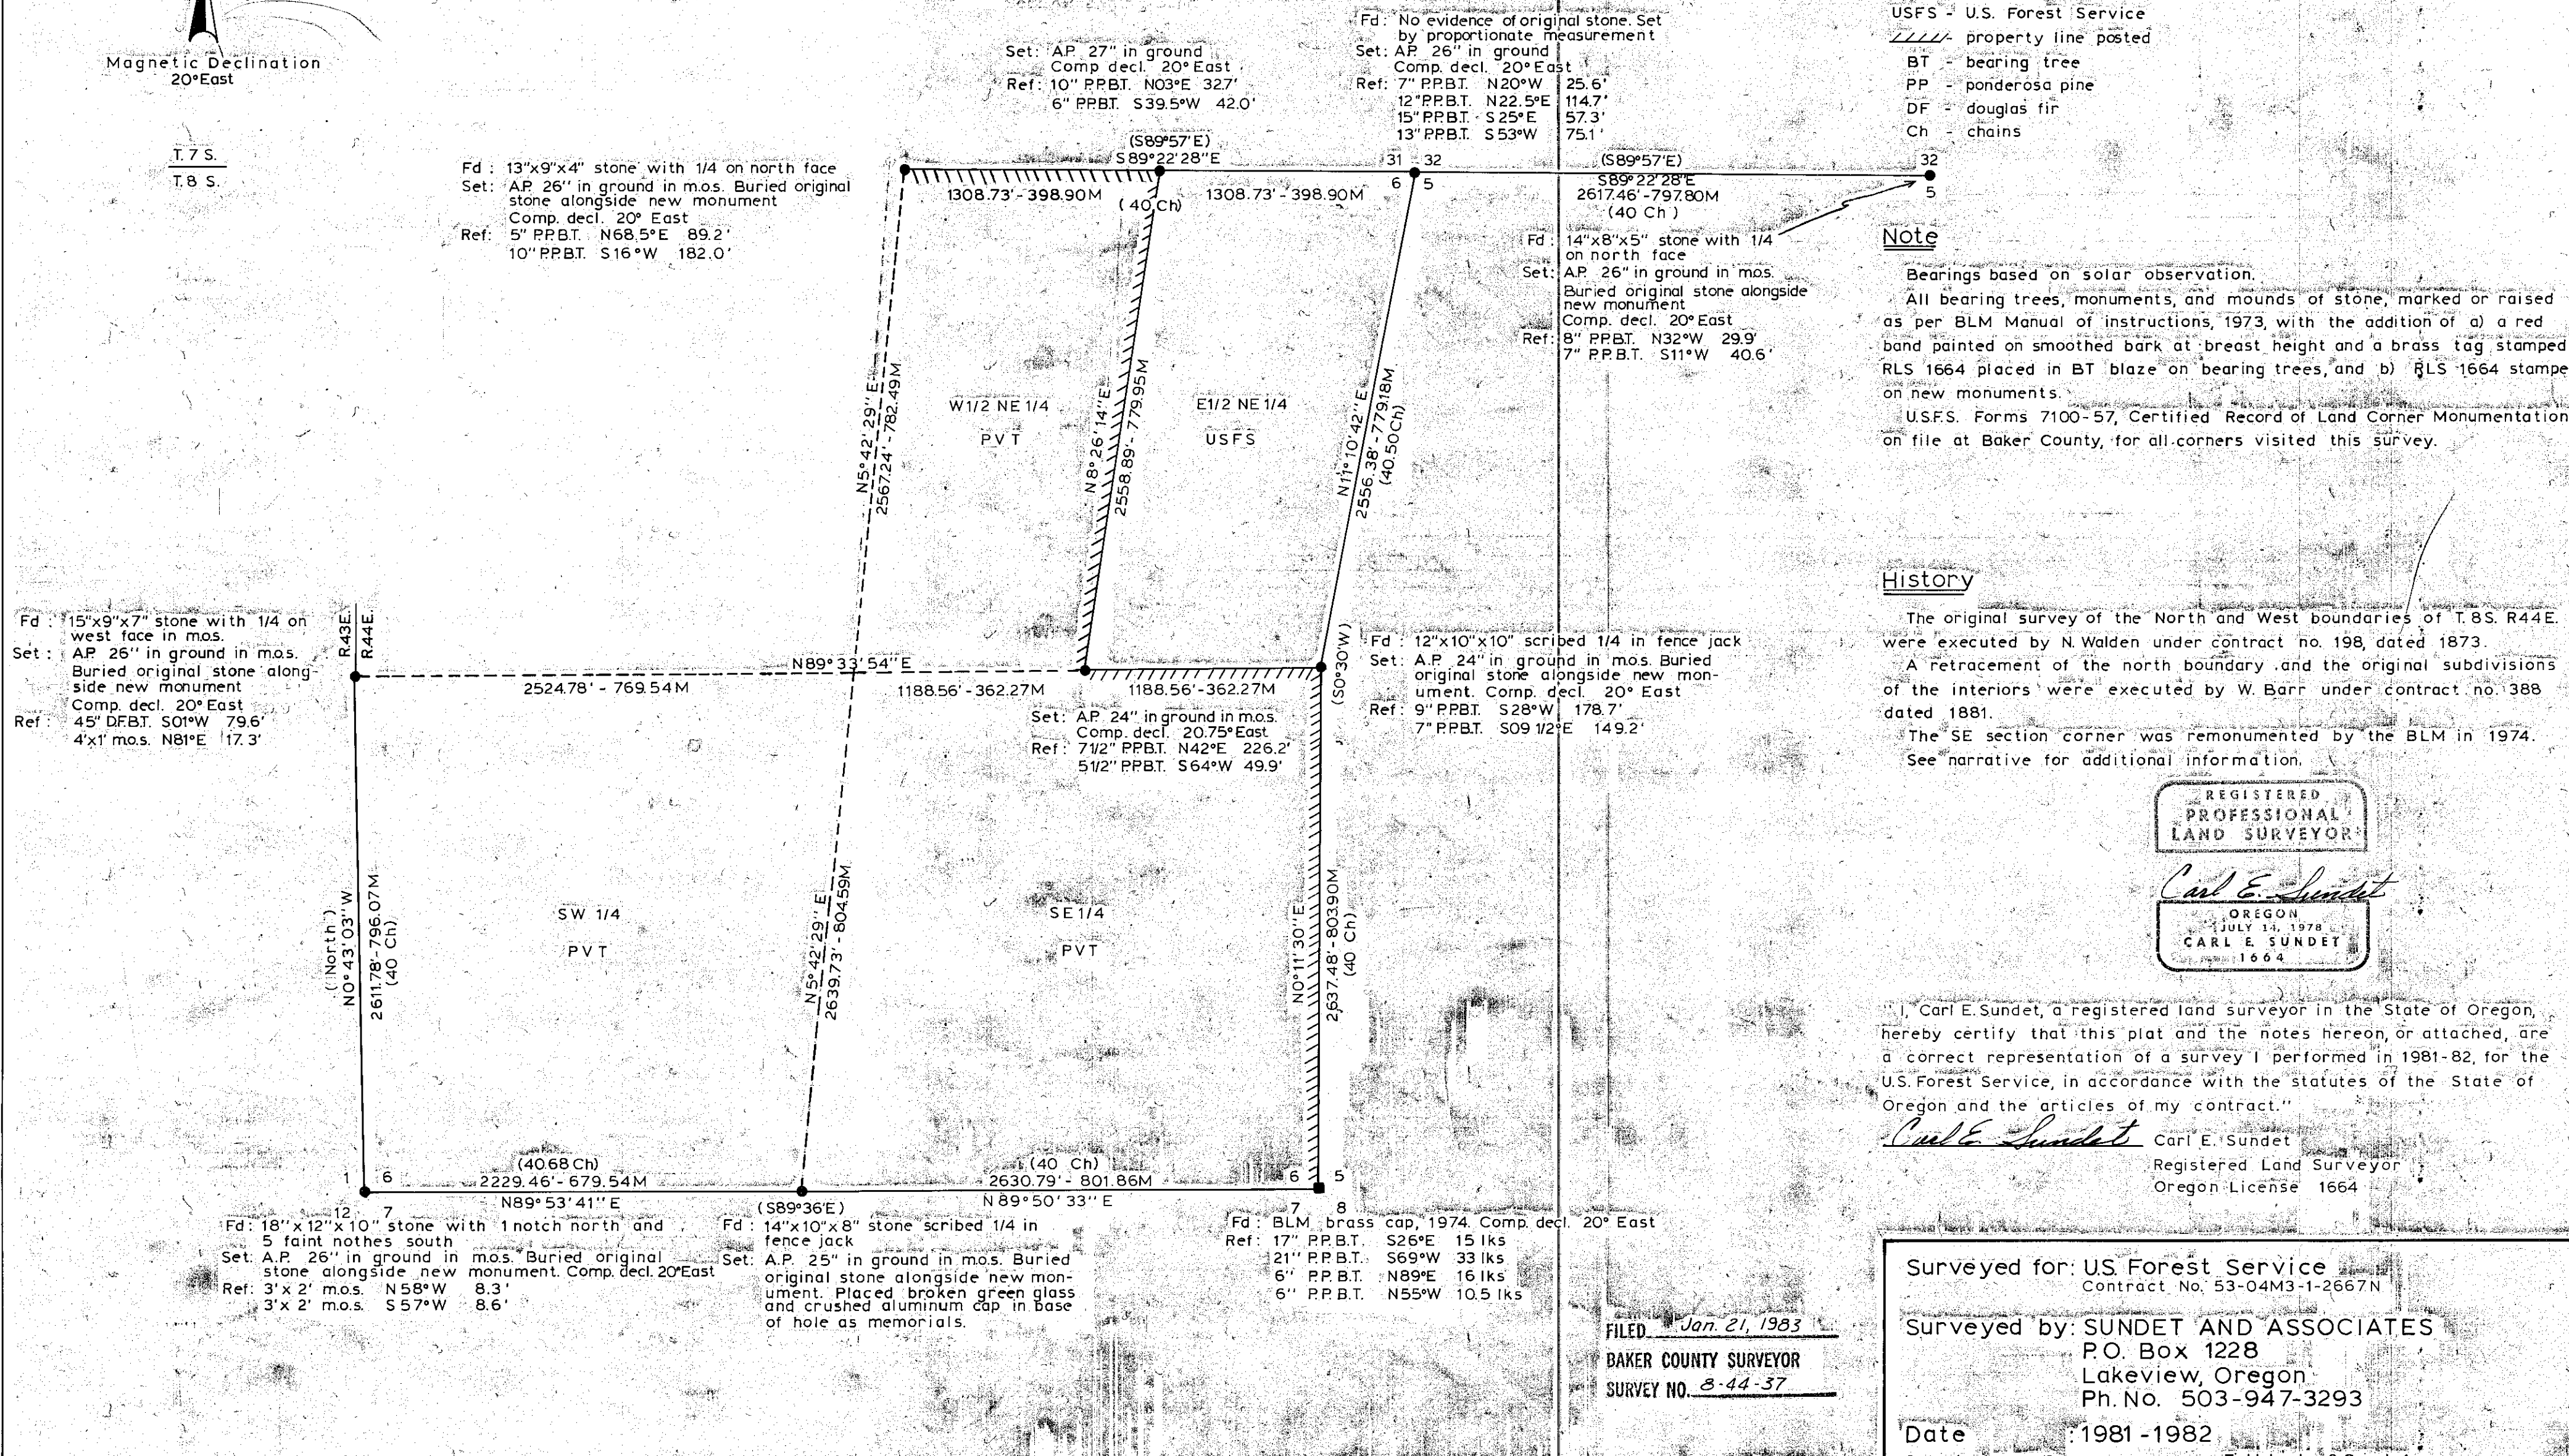 Magnetic Declination
20°East
T. 7 S.
T. 8 S.
Set: A.P. 27" in ground
Comp decl. 20° East
Ref: 10" P.P.B.T. N03°E 32.7'
6" P.P.B.T. S39.5°W 42.0'
Fd: No evidence of original stone. Set
by proportionate measurement
Set: A.P. 26" in ground
Comp. decl. 20° East
Ref: 7" P.P.B.T. N20°W 25.6'
12" P.P.B.T. N22.5°E 114.7'
15" P.P.B.T. S25°E 57.3'
13" P.P.B.T. S53°W 75.1'
USFS - U.S. Forest Service
property line posted
BT - bearing tree
PP - ponderosa pine
DF - douglas fir
Ch - chains
Fd: 13"x9"x4" stone with 1/4 on north face
Set: A.P. 26" in ground in m.o.s. Buried original
stone alongside new monument
Comp. decl. 20° East
Ref: 5" P.P.B.T. N68.5°E 89.2'
10" P.P.B.T. S16°W 182.0'
(S89°57'E)
S89°22'28"E
1308.73'-398.90M
(40 Ch)
1308.73'-398.90M
31 32
6 5
(S89°57'E)
S89°22'28"E
2617.46'-797.80M
(40 Ch)
32
5
Fd: 14"x8"x5" stone with 1/4
on north face
Set: A.P. 26" in ground in m.o.s.
Buried original stone alongside
new monument
Comp. decl. 20° East
Ref: 8" P.P.B.T. N32°W 29.9'
7" P.P.B.T. S11°W 40.6'
N5°42'29"E
2567.24'-782.49M
W1/2 NE1/4
PVT
N8°26'14"E
2558.89'-779.95M
E1/2 NE1/4
USFS
N11°10'42"E
2556.38'-779.18M
(40.50Ch)
Note
Bearings based on solar observation.
All bearing trees, monuments, and mounds of stone, marked or raised
as per BLM Manual of instructions, 1973, with the addition of a) a red
band painted on smoothed bark at breast height and a brass tag stamped
RLS 1664 placed in BT blaze on bearing trees, and b) RLS 1664 stampe
on new monuments.
U.S.F.S. Forms 7100-57, Certified Record of Land Corner Monumentation
on file at Baker County, for all corners visited this survey.
History
The original survey of the North and West boundaries of T. 8S. R44E.
were executed by N. Walden under contract no. 198, dated 1873.
A retracement of the north boundary and the original subdivisions
of the interiors were executed by W. Barr under contract no. 388
dated 1881.
The SE section corner was remonumented by the BLM in 1974.
See narrative for additional information.
Fd: 15"x9"x7" stone with 1/4 on
west face in m.o.s.
Set: A.P. 26" in ground in m.o.s.
Buried original stone along-
side new monument
Comp. decl. 20° East
Ref: 45" D.F.B.T. S01°W 79.6'
4'x1' m.o.s. N81°E 17.3'
R.43E.
R.44E.
N89°33'54"E
2524.78' - 769.54M
1188.56'-362.27M
1188.56'-362.27M
(S0°30'W)
Set: A.P. 24" in ground in m.o.s.
Comp. decl. 20.75° East
Ref: 7 1/2" P.P.B.T. N42°E 226.2'
5 1/2" P.P.B.T. S64°W 49.9'
Fd: 12"x10"x10" scribed 1/4 in fence jack
Set: A.P. 24" in ground in m.o.s. Buried
original stone alongside new mon-
ument. Comp. decl. 20° East
Ref: 9" P.P.B.T. S28°W 178.7'
7" P.P.B.T. S09 1/2°E 149.2'
(North)
N0°43'03"W
2611.78'-796.07M
(40 Ch)
SW 1/4
PVT
N5°42'29"E
2639.73'-804.59M
SE1/4
PVT
N0°11'30"E
2637.48'-803.90M
(40 Ch)
REGISTERED
PROFESSIONAL
LAND SURVEYOR
Carl E. Sundet
OREGON
JULY 14, 1978
CARL E. SUNDET
1664
"I, Carl E. Sundet, a registered land surveyor in the State of Oregon,
hereby certify that this plat and the notes hereon, or attached, are
a correct representation of a survey I performed in 1981-82, for the
U.S. Forest Service, in accordance with the statutes of the State of
Oregon and the articles of my contract."
Carl E. Sundet Carl E. Sundet
Registered Land Surveyor
Oregon License 1664
1 6
12 7
(40.68 Ch)
2229.46'-679.54M
N89°53'41"E
(S89°36'E)
(40 Ch)
2630.79'-801.86M
N89°50'33"E
6 5
7 8
Fd: 18"x12"x10" stone with 1 notch north and
5 faint nothes south
Set: A.P. 26" in ground in m.o.s. Buried original
stone alongside new monument. Comp. decl. 20°East
Ref: 3'x2' m.o.s. N58°W 8.3'
3'x2' m.o.s. S57°W 8.6'
Fd: 14"x10"x8" stone scribed 1/4 in
fence jack
Set: A.P. 25" in ground in m.o.s. Buried
original stone alongside new mon-
ument. Placed broken green glass
and crushed aluminum cap in base
of hole as memorials.
Fd: BLM brass cap, 1974. Comp. decl. 20° East
Ref: 17" P.P.B.T. S26°E 15 lks
21" P.P.B.T. S69°W 33 lks
6" P.P.B.T. N89°E 16 lks
6" P.P.B.T. N55°W 10.5 lks
FILED Jan. 21, 1983
BAKER COUNTY SURVEYOR
SURVEY NO. 8-44-37
Surveyed for: U.S. Forest Service
Contract No. 53-04M3-1-2667N
Surveyed by: SUNDET AND ASSOCIATES
P.O. Box 1228
Lakeview, Oregon
Ph. No. 503-947-3293
Date : 1981-1982